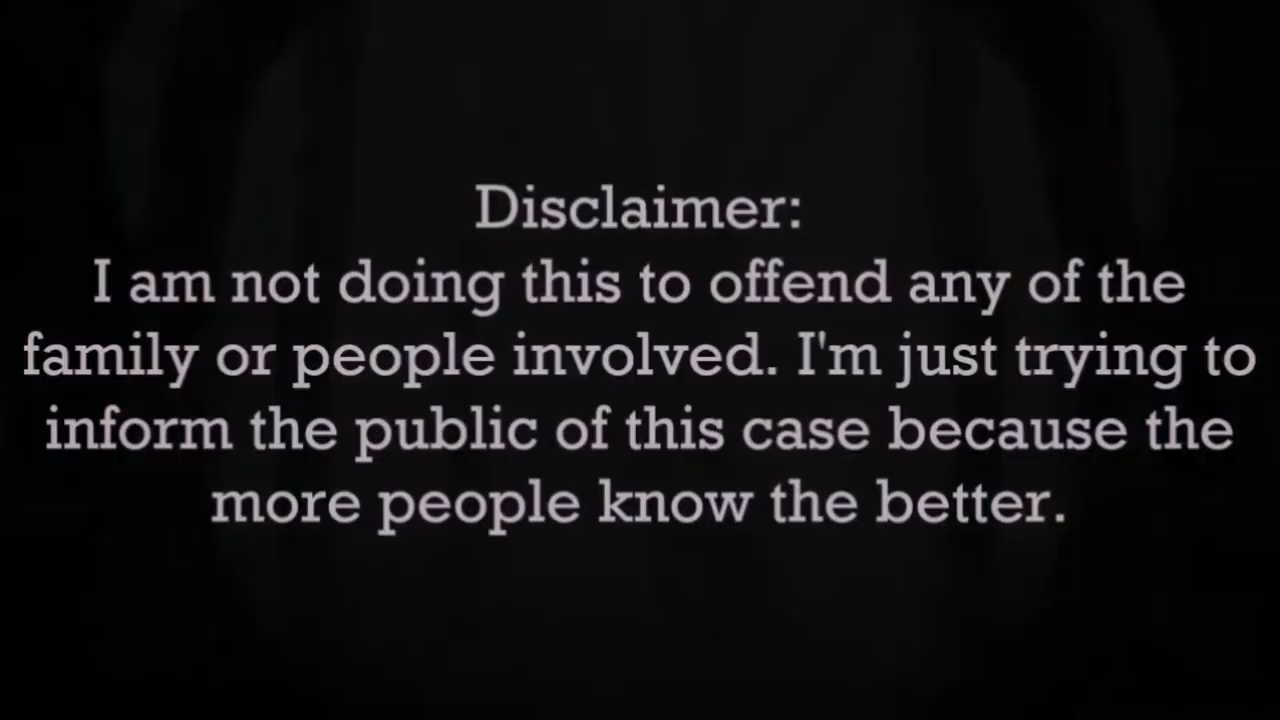 Disclaimer:
I am not doing this to offend any of the
family or people involved. I'm just trying to
inform the public of this case because the
more people know the better.